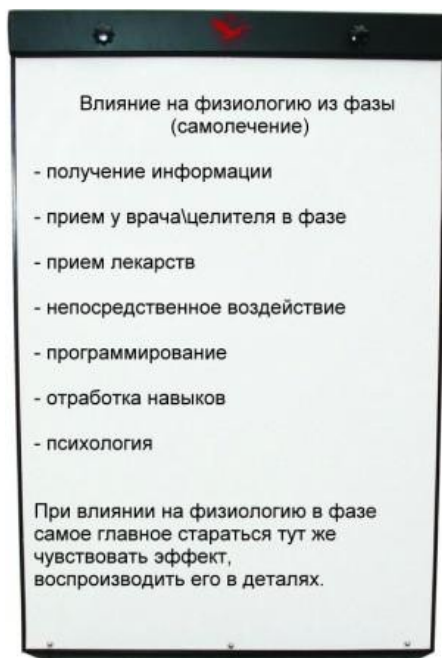 Влияние на физиологию из фазы
(самолечение)
- получение информации
- прием у врача\целителя в фазе
- прием лекарств
- непосредственное воздействие
- программирование
- отработка навыков
- психология
При влиянии на физиологию в фазе
самое главное стараться тут же
чувствовать эффект,
воспроизводить его в деталях.